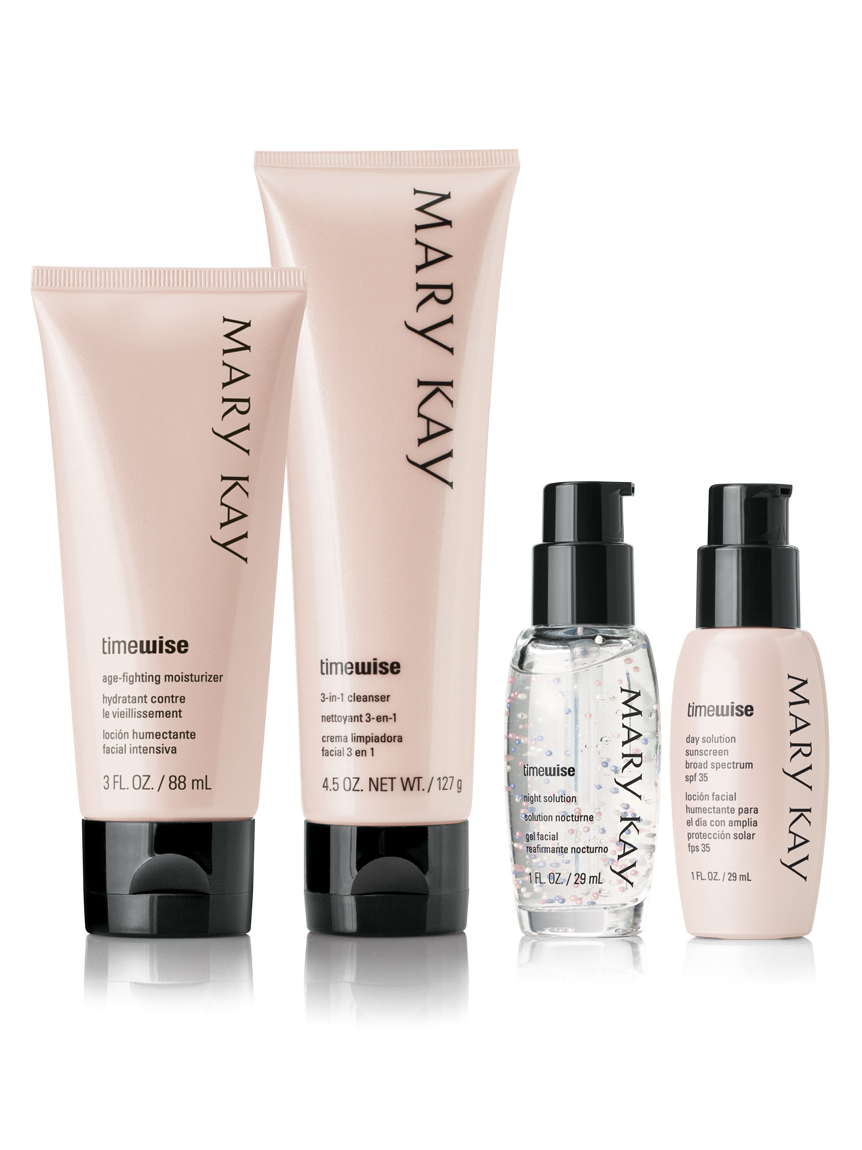 MARY KAY
timewise
age-fighting moisturizer
hydratant contre
le vieillissement
loción humectante
facial intensiva
3 FL. OZ. / 88 mL
MARY KAY
timewise
3-in-1 cleanser
nettoyant 3-en-1
crema limpiadora
facial 3 en 1
4.5 OZ. NET WT. / 127 g
MARY KAY
timewise
night solution
solution nocturne
gel facial
reafirmante nocturno
1 FL. OZ. / 29 mL
MARY KAY
timewise
day solution
sunscreen
broad spectrum
spf 35
loción facial
humectante para
el día con amplia
protección solar
fps 35
1 FL. OZ. / 29 mL